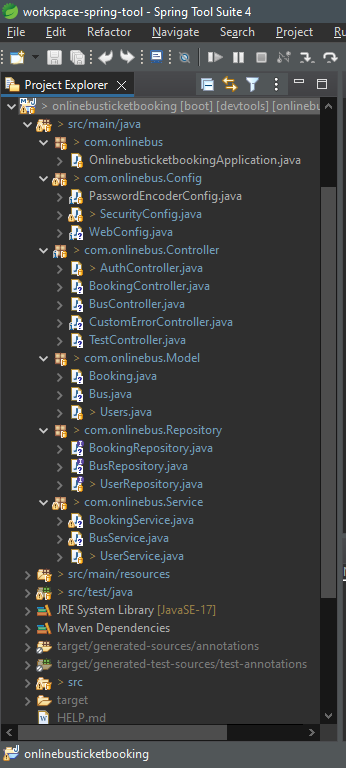 workspace-spring-tool - Spring Tool Suite 4
File Edit Refactor Navigate Search Project
Project Explorer
onlinebusticketbooking [boot] [devtools] [onlineb
> src/main/java
> com.onlinebus
OnlinebusticketbookingApplication.java
> com.onlinebus.Config
PasswordEncoderConfig.java
> SecurityConfig.java
WebConfig.java
> com.onlinebus.Controller
> AuthController.java
BookingController.java
BusController.java
CustomErrorController.java
TestController.java
> com.onlinebus.Model
Booking.java
Bus.java
> Users.java
> com.onlinebus.Repository
BookingRepository.java
BusRepository.java
> UserRepository.java
> com.onlinebus.Service
BookingService.java
BusService.java
> UserService.java
> src/main/resources
> src/test/java
JRE System Library [JavaSE-17]
Maven Dependencies
target/generated-sources/annotations
target/generated-test-sources/test-annotations
> src
target
HELP.md
onlinebusticketbooking